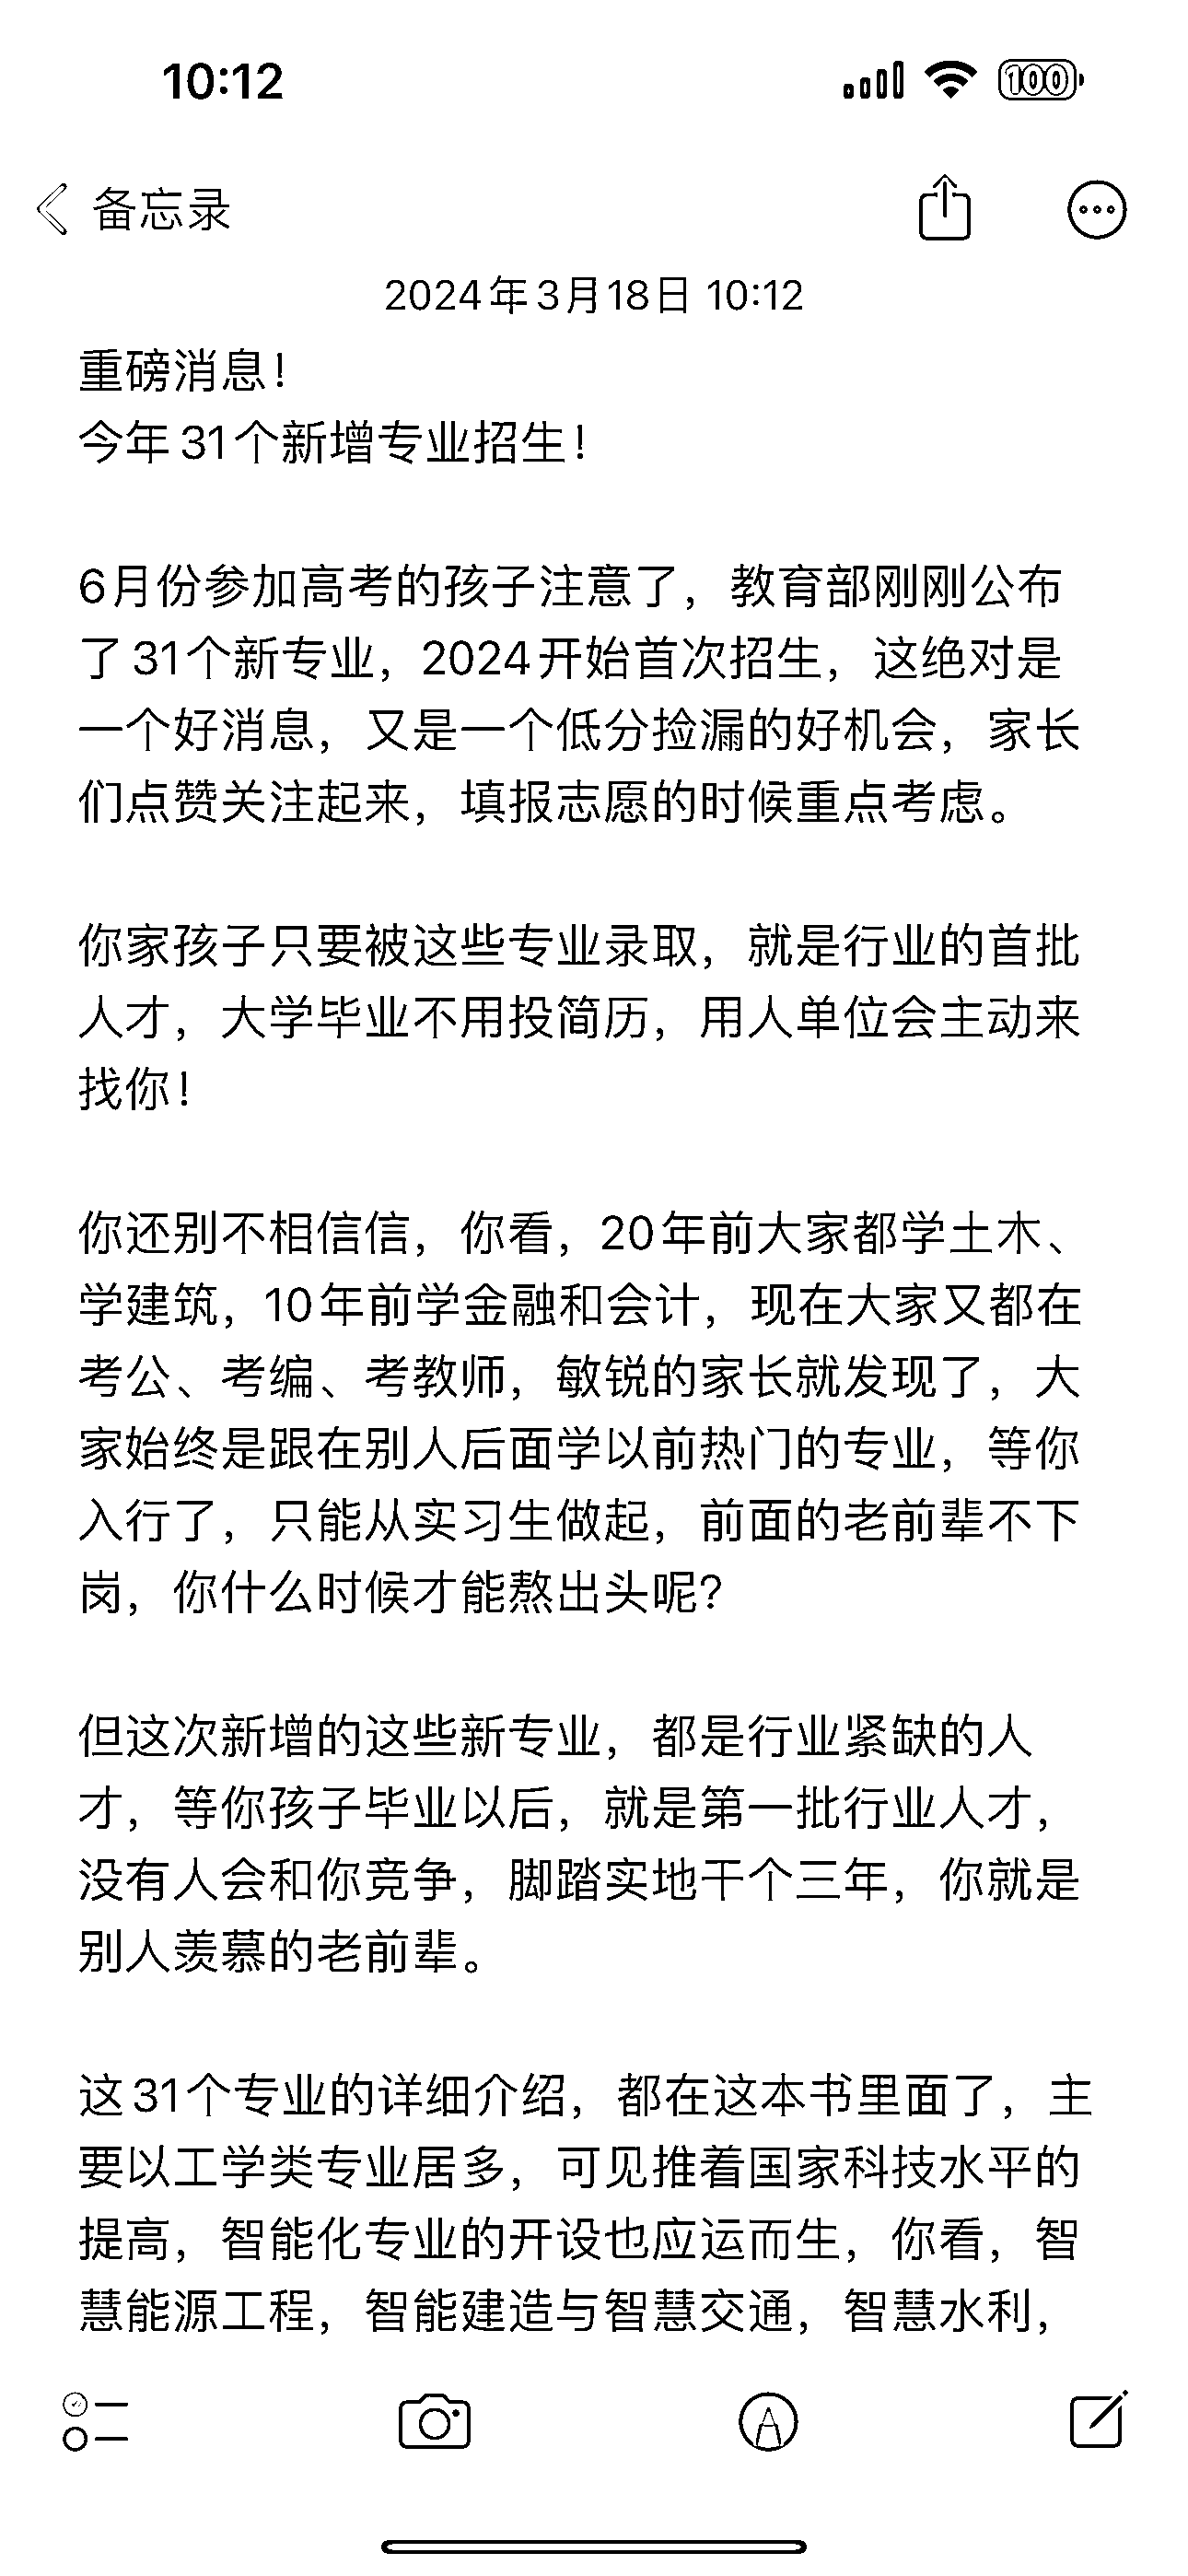 10:12
100
备忘录
2024年3月18日 10:12
重磅消息！
今年31个新增专业招生！
6月份参加高考的孩子注意了，教育部刚刚公布
了31个新专业，2024开始首次招生，这绝对是
一个好消息，又是一个低分捡漏的好机会，家长
们点赞关注起来，填报志愿的时候重点考虑。
你家孩子只要被这些专业录取，就是行业的首批
人才，大学毕业不用投简历，用人单位会主动来
找你！
你还别不相信信，你看，20年前大家都学土木、
学建筑，10年前学金融和会计，现在大家又都在
考公、考编、考教师，敏锐的家长就发现了，大
家始终是跟在别人后面学以前热门的专业，等你
入行了，只能从实习生做起，前面的老前辈不下
岗，你什么时候才能熬出头呢？
但这次新增的这些新专业，都是行业紧缺的人
才，等你孩子毕业以后，就是第一批行业人才，
没有人会和你竞争，脚踏实地干个三年，你就是
别人羡慕的老前辈。
这31个专业的详细介绍，都在这本书里面了，主
要以工学类专业居多，可见推着国家科技水平的
提高，智能化专业的开设也应运而生，你看，智
慧能源工程，智能建造与智慧交通，智慧水利，